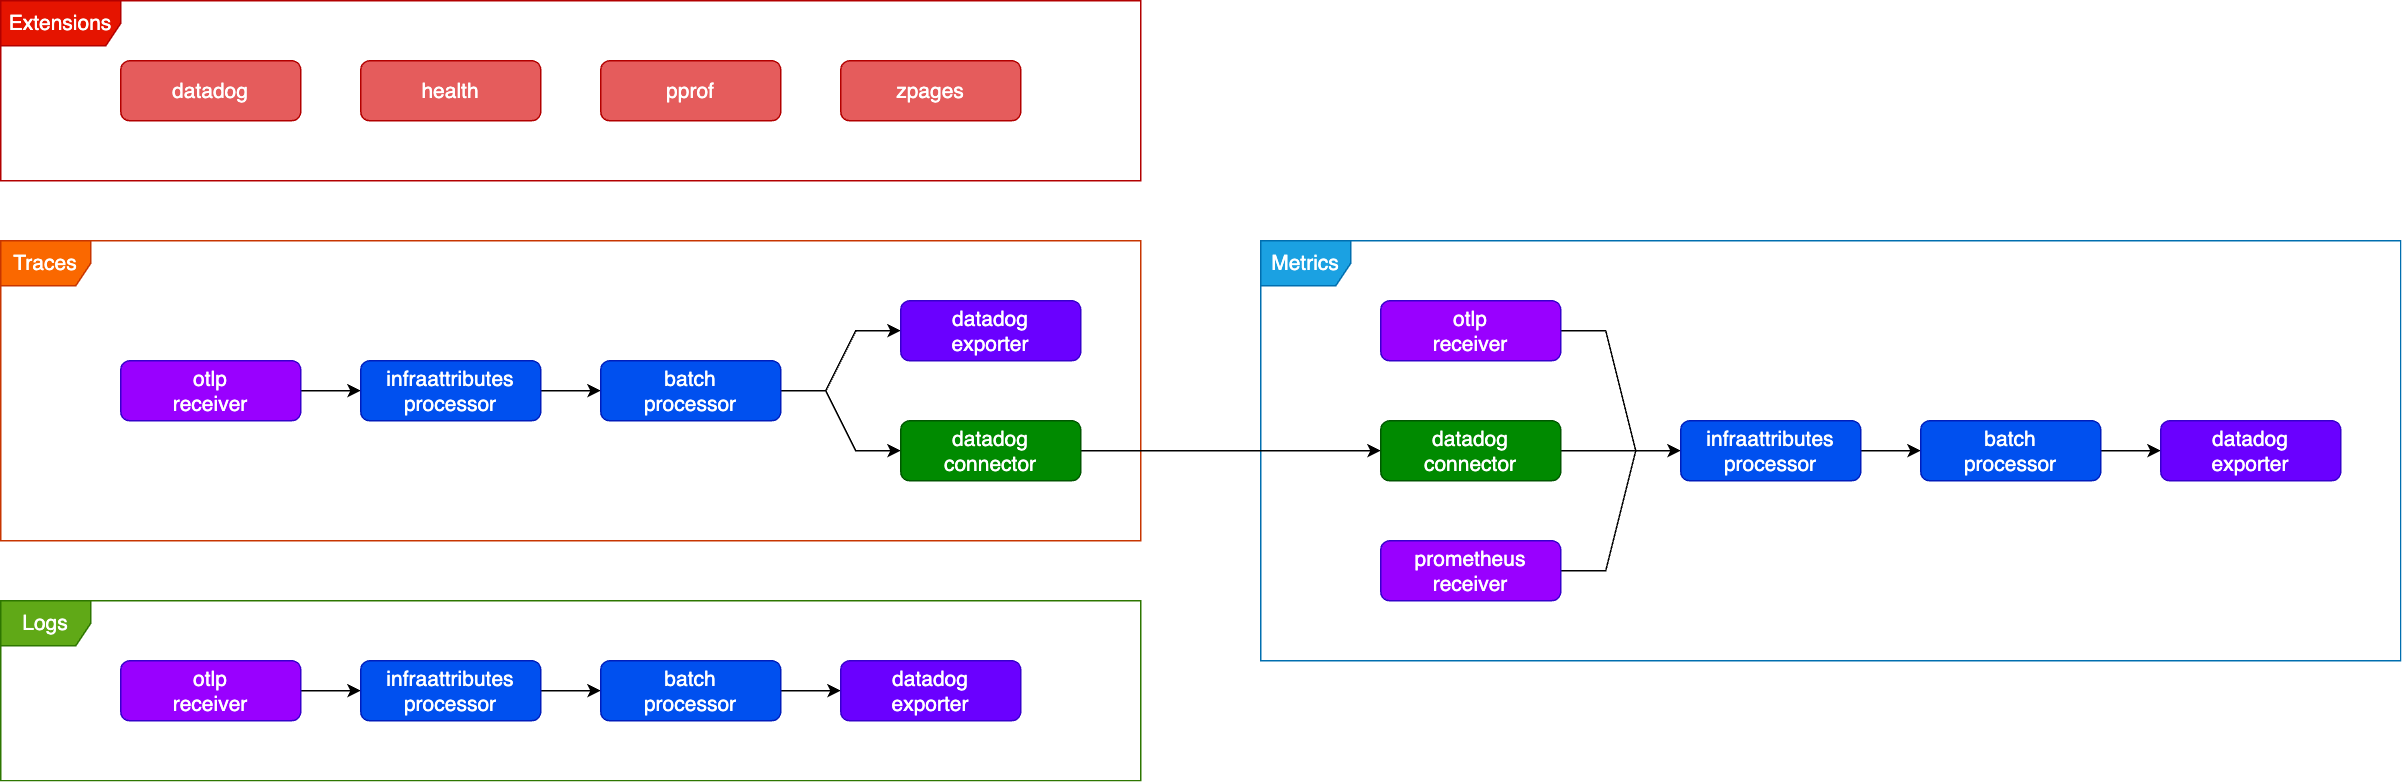 Extensions
datadog
health
pprof
zpages
Traces
otlp
receiver
infraattributes
processor
batch
processor
datadog
exporter
datadog
connector
Metrics
otlp
receiver
datadog
connector
prometheus
receiver
infraattributes
processor
batch
processor
datadog
exporter
Logs
otlp
receiver
infraattributes
processor
batch
processor
datadog
exporter